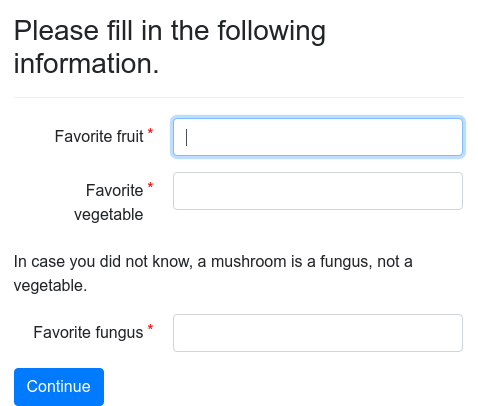 Please fill in the following
information.
Favorite fruit *
Favorite *
vegetable
In case you did not know, a mushroom is a fungus, not a
vegetable.
Favorite fungus *
Continue